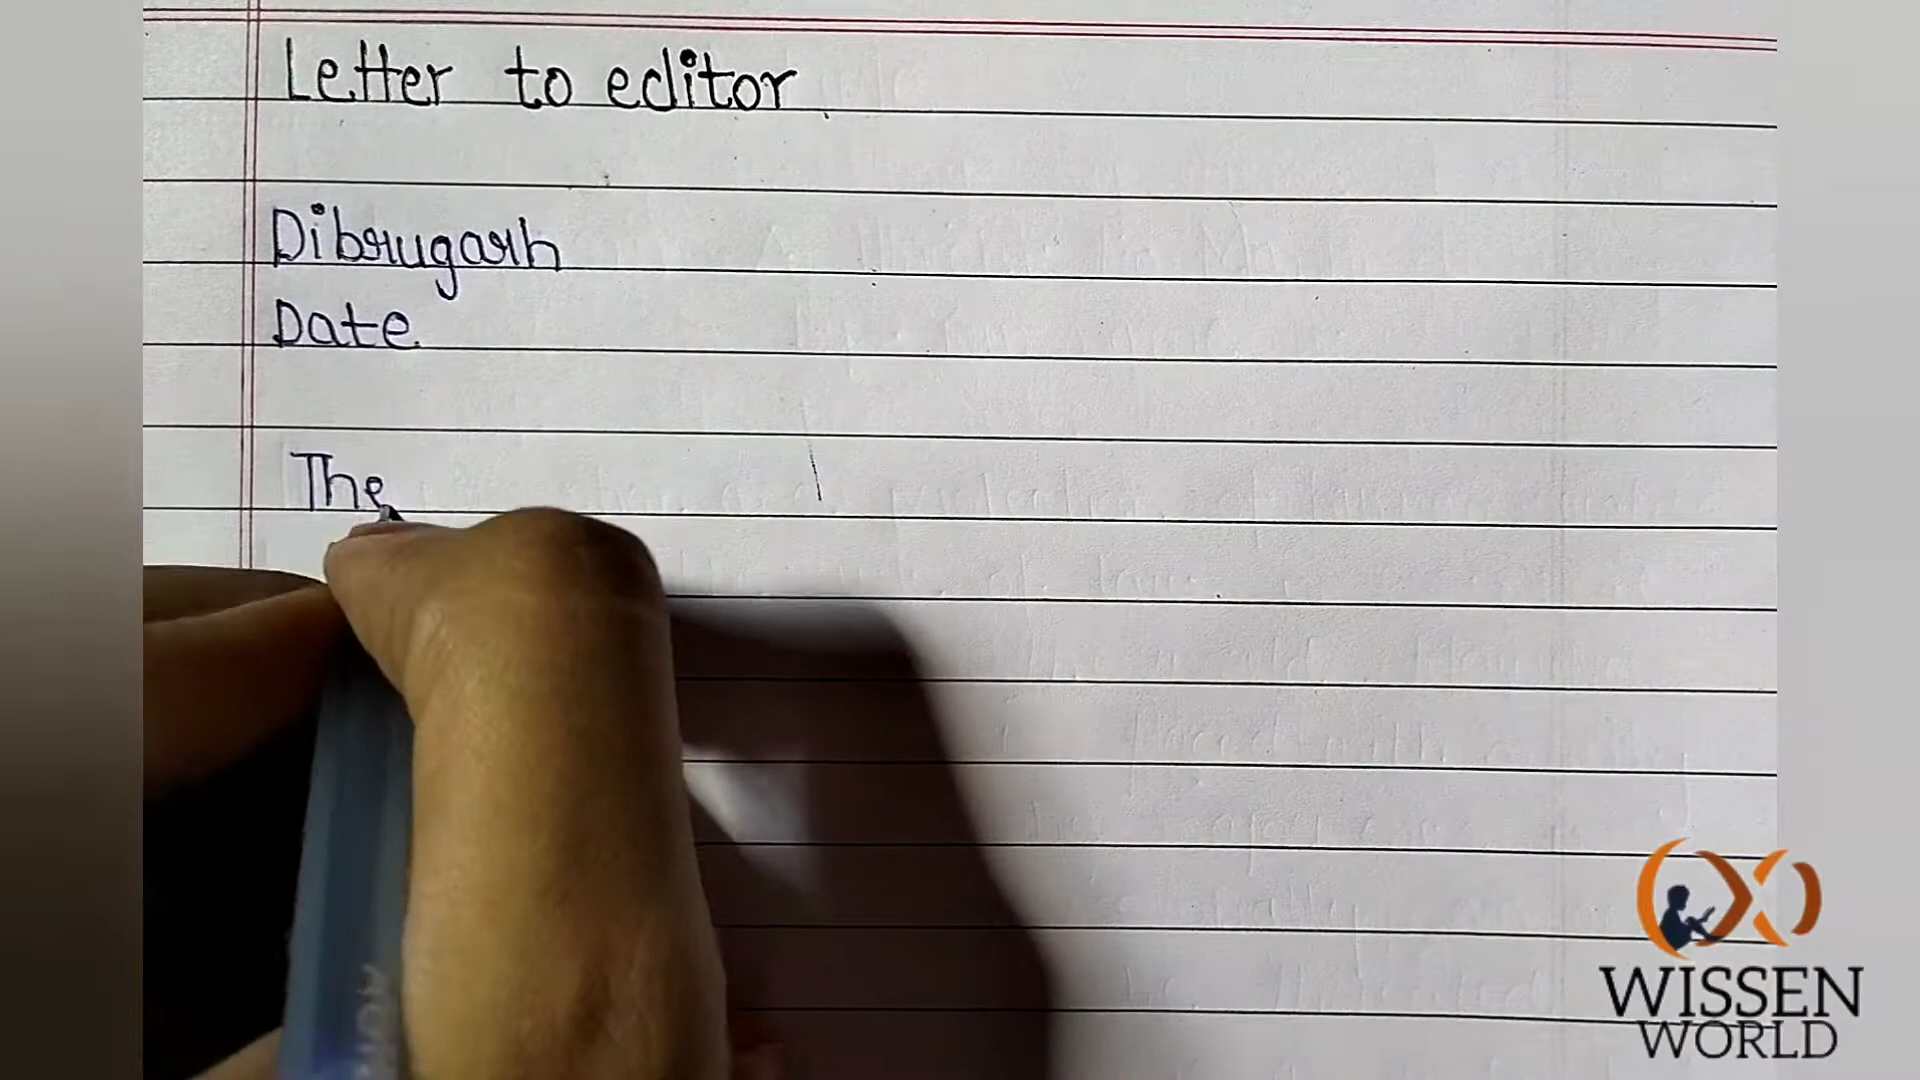 Letter to editor
Dibrugarh
Date
The
WISSEN
WORLD